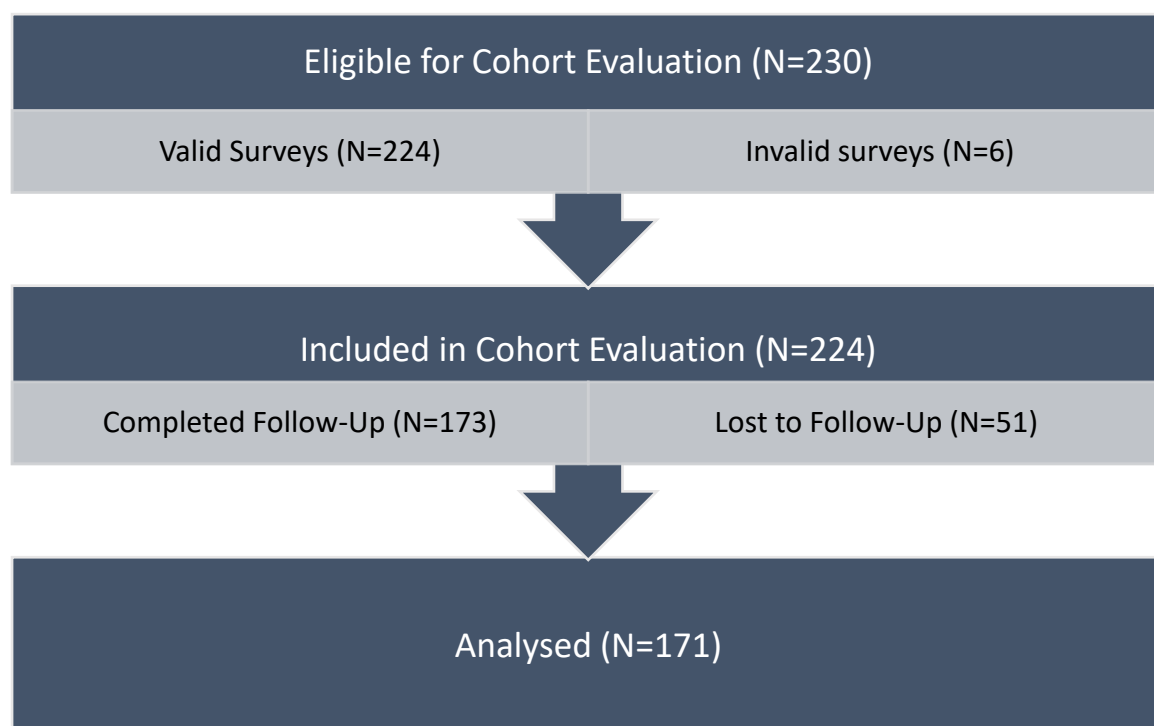 Eligible for Cohort Evaluation (N=230)
Valid Surveys (N=224)
Invalid surveys (N=6)
Included in Cohort Evaluation (N=224)
Completed Follow-Up (N=173)
Lost to Follow-Up (N=51)
Analysed (N=171)